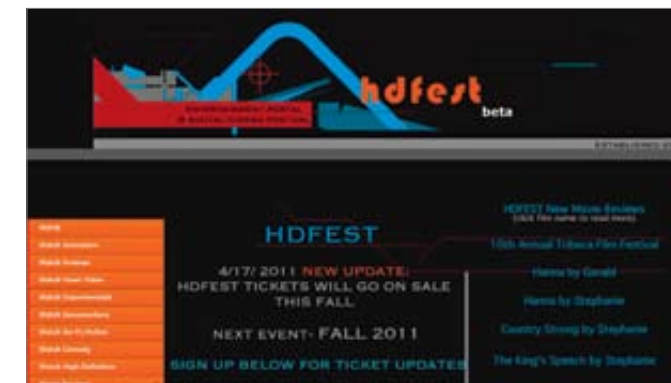 hdfest
beta
ENTERTAINMENT PORTAL
& DIGITAL CINEMA FESTIVAL
ESTABLISHED
HOME
Watch Animation
Watch
Watch Music Video
Watch Experimental
Watch Documentary
Watch Sci-Fi/Action
Watch Comedy
Watch High Definition
HDFEST
4/17/ 2011 NEW UPDATE:
HDFEST TICKETS WILL GO ON SALE
THIS FALL
NEXT EVENT- FALL 2011
SIGN UP BELOW FOR TICKET UPDATES
HDFEST New Movie Reviews
(click film name to read more)
10th Annual Tribeca Film Festival
Hanna by Gerald
Hanna by Stephanie
Country Strong by Stephanie
The King's Speech by Stephanie